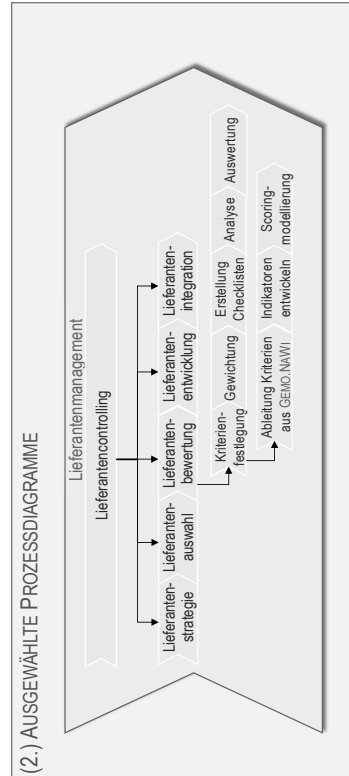 (2.) AUSGEWÄHLTE PROZESSDIAGRAMME
Lieferantenmanagement
Lieferantencontrolling
Lieferanten-
strategie
Lieferanten-
auswahl
Lieferanten-
bewertung
Lieferanten-
entwicklung
Lieferanten-
integration
Kriterien-
festlegung
Gewichtung
Erstellung
Checklisten
Analyse
Auswertung
Ableitung Kriterien
aus GEMO.NAWI
Indikatoren
entwickeln
Scoring-
modellierung